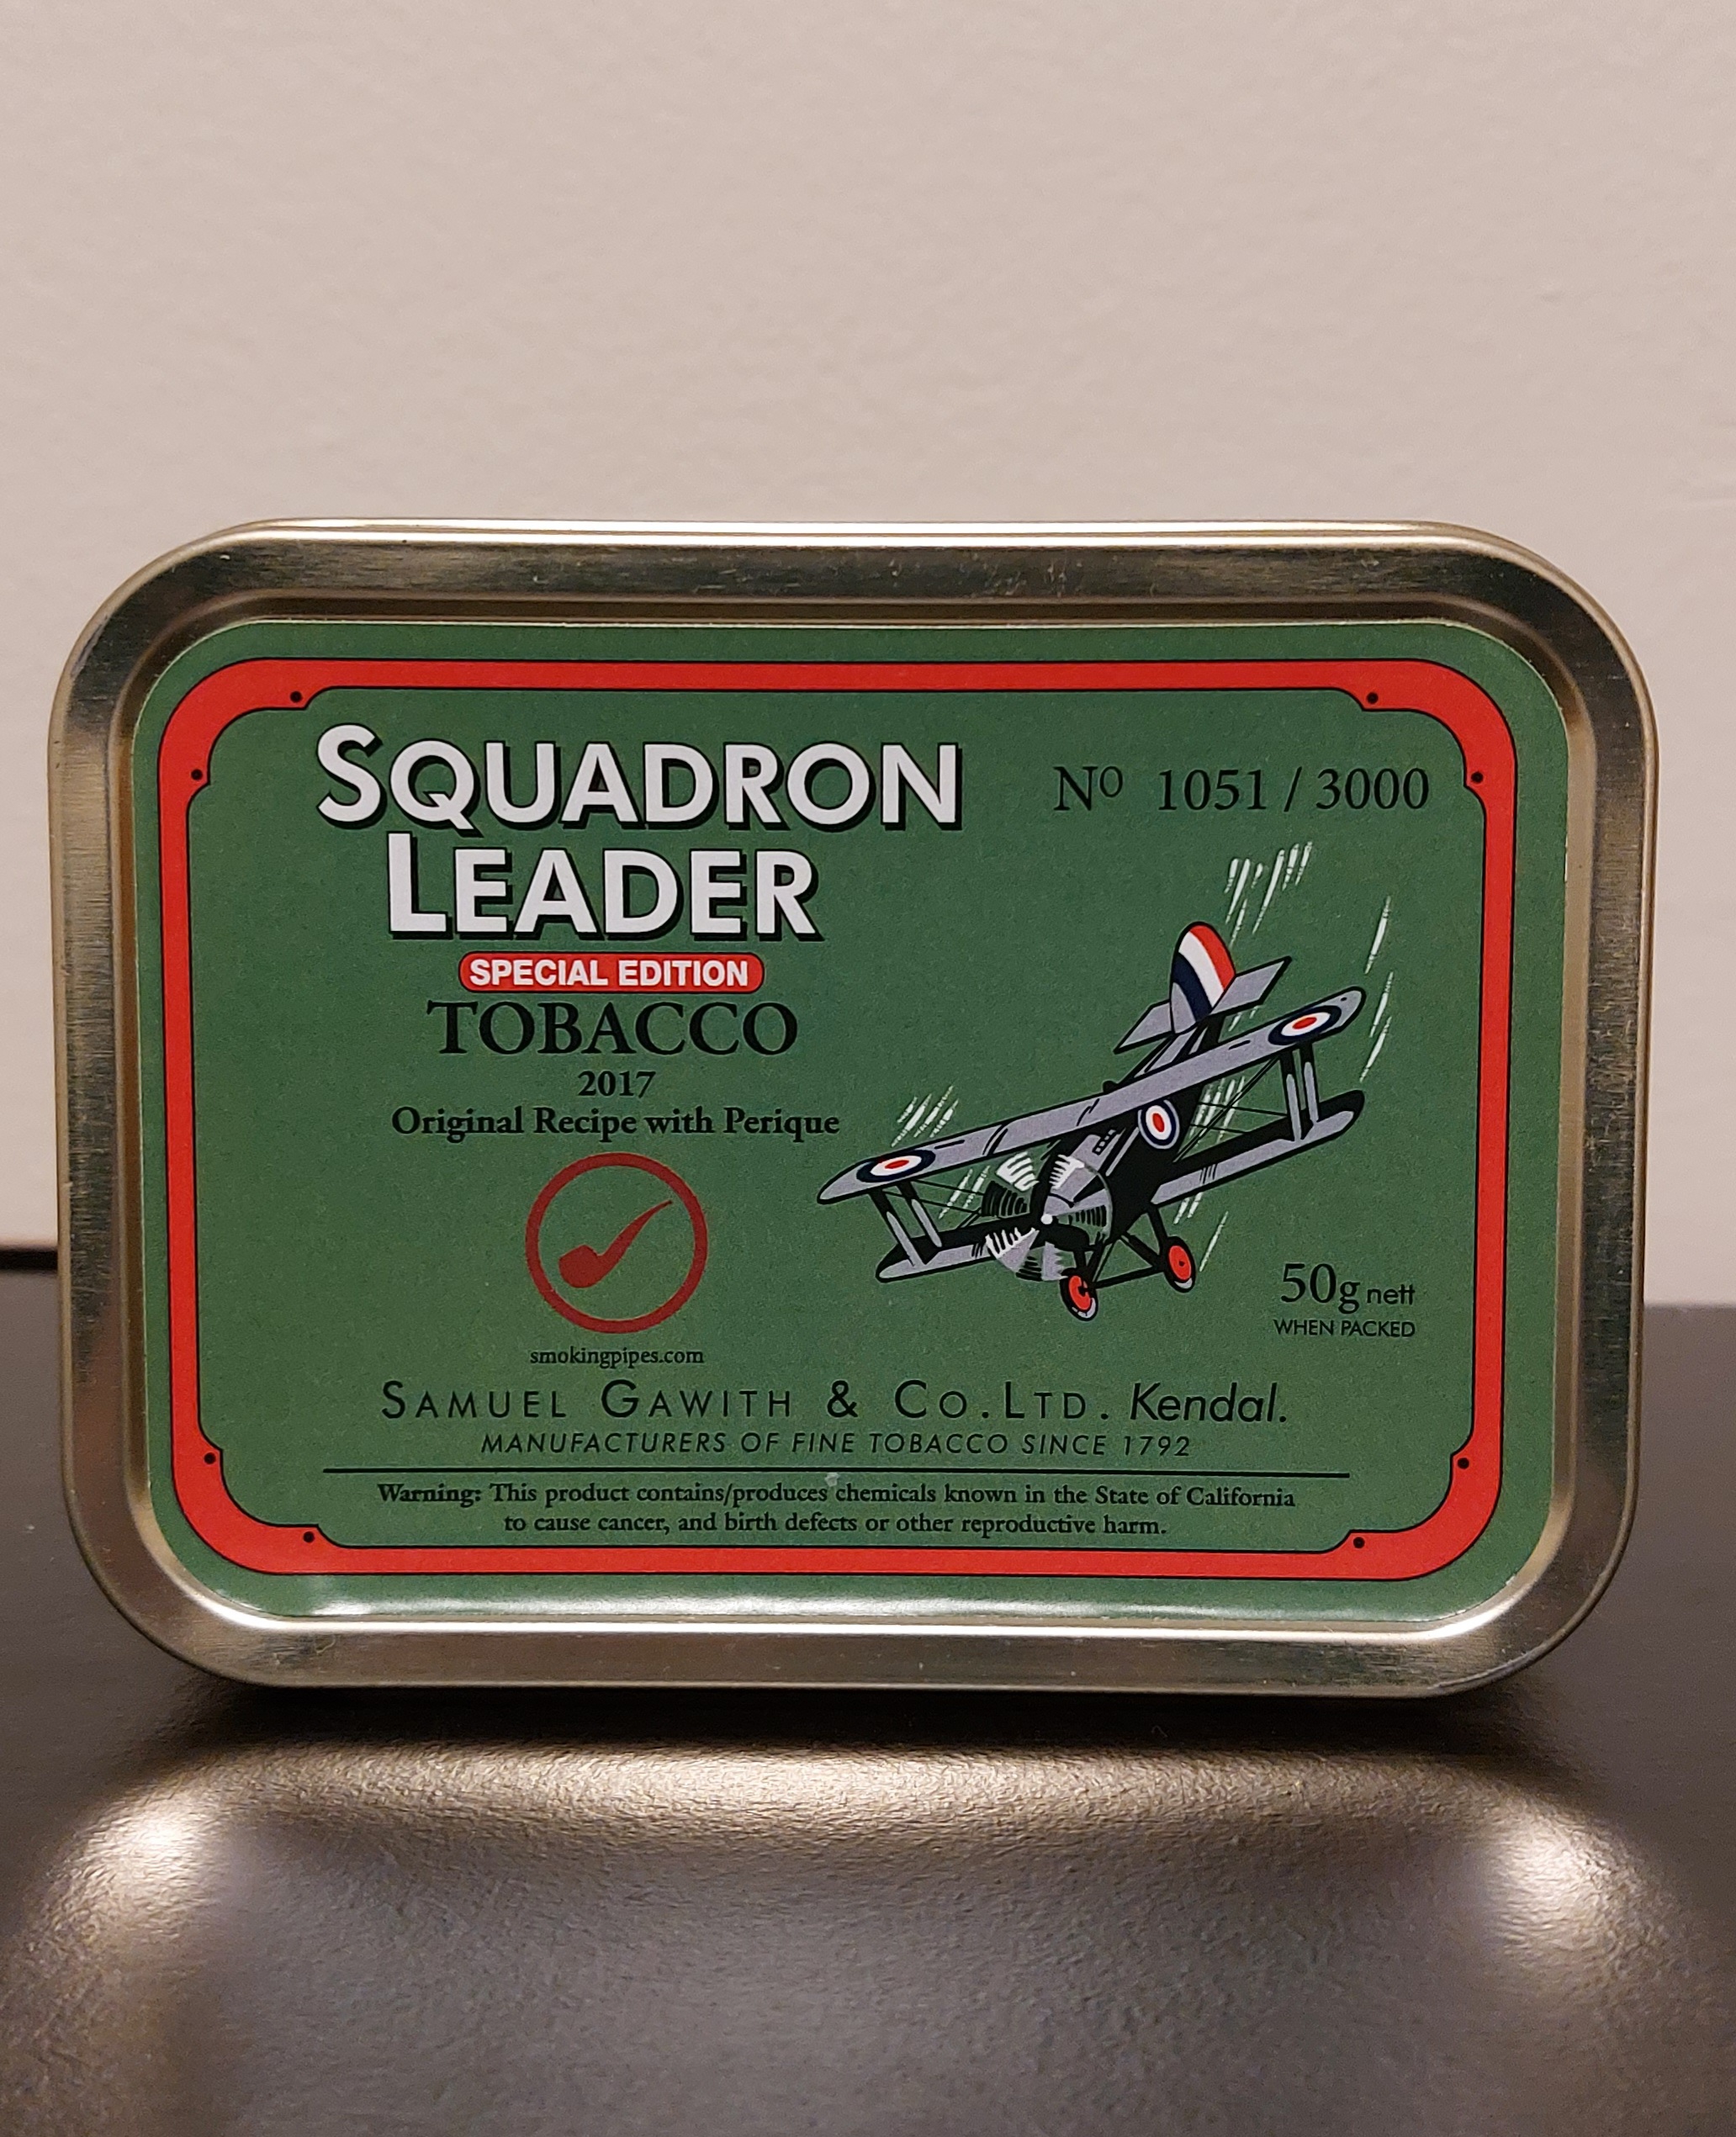 SQUADRON
LEADER
Nº 1051 / 3000
SPECIAL EDITION
TOBACCO
2017
Original Recipe with Perique
smokingpipes.com
50g nett
WHEN PACKED
SAMUEL GAWITH & CO.LTD. Kendal.
MANUFACTURERS OF FINE TOBACCO SINCE 1792
Warning: This product contains/produces chemicals known in the State of California
to cause cancer, and birth defects or other reproductive harm.